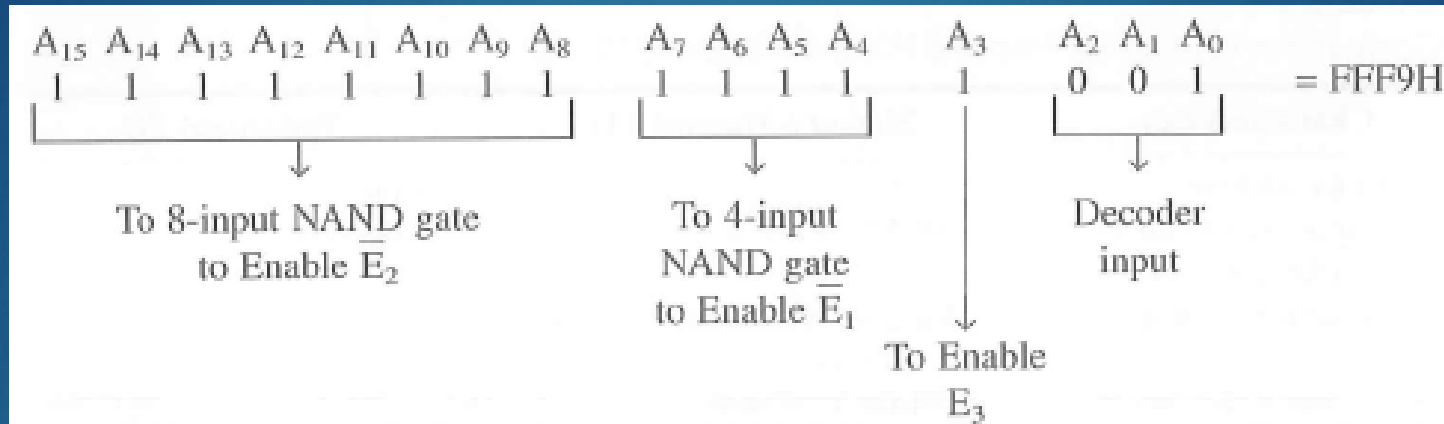 A₁₅ A₁₄ A₁₃ A₁₂ A₁₁ A₁₀ A₉ A₈ A₇ A₆ A₅ A₄ A₃ A₂ A₁ A₀
1 1 1 1 1 1 1 1 1 1 1 1 1 0 0 1 = FFF9H
To 8-input NAND gate
to Enable E̅₂
To 4-input
NAND gate
to Enable E̅₁
Decoder
input
To Enable
E₃